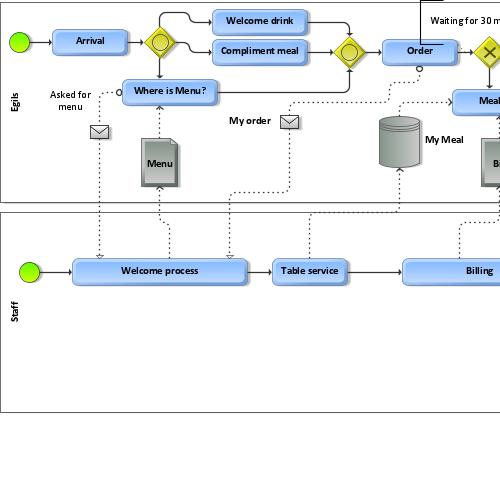 Waiting for 30 m
Welcome drink
Arrival
Compliment meal
Order
Egils
Asked for
menu
Where is Menu?
Meal
My order
My Meal
Menu
Bi
Welcome process
Table service
Billing
Staff